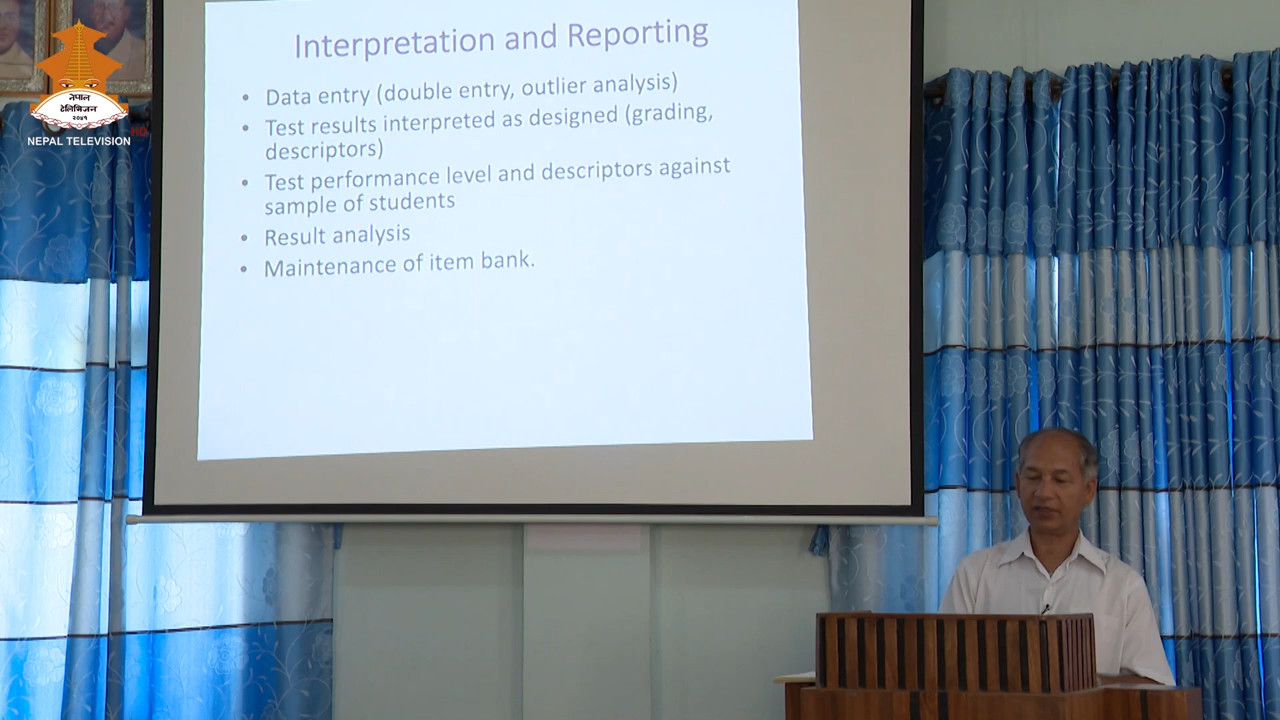 Interpretation and Reporting
• Data entry (double entry, outlier analysis)
• Test results interpreted as designed (grading,
descriptors)
• Test performance level and descriptors against
sample of students
• Result analysis
• Maintenance of item bank.
नेपाल
टेलिभिजन
२०४१
HD
NEPAL TELEVISION